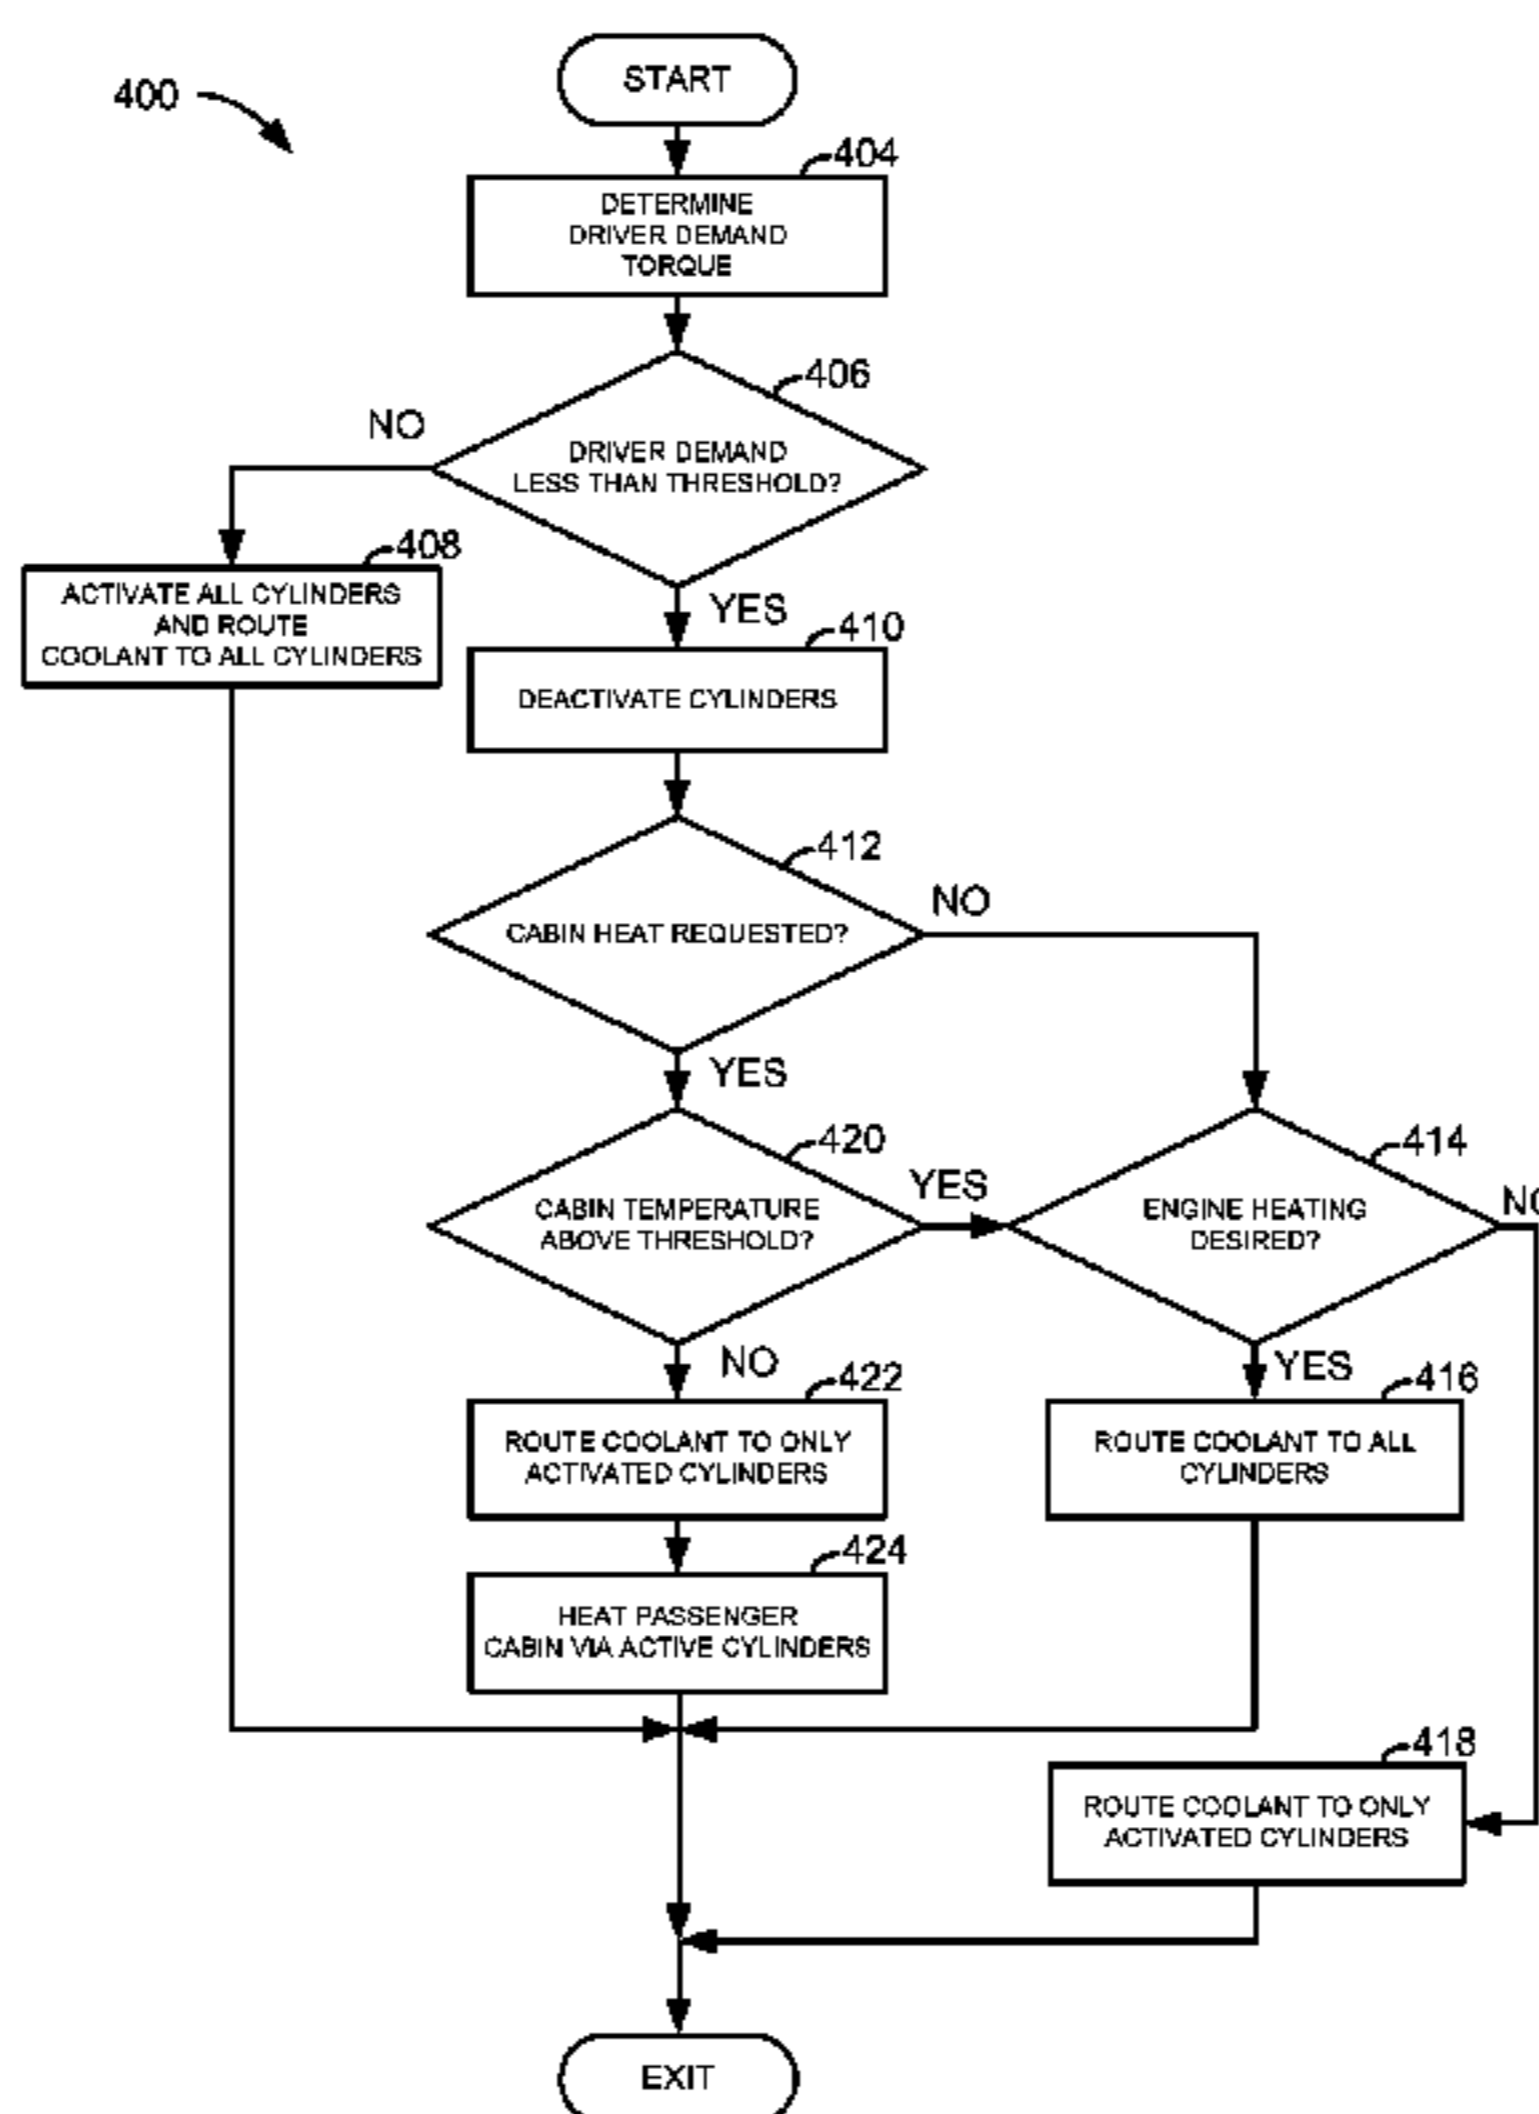 START
400
404
DETERMINE
DRIVER DEMAND
TORQUE
406
NO
DRIVER DEMAND
LESS THAN THRESHOLD?
408
ACTIVATE ALL CYLINDERS
AND ROUTE
COOLANT TO ALL CYLINDERS
YES
410
DEACTIVATE CYLINDERS
412
NO
CABIN HEAT REQUESTED?
YES
420
YES
CABIN TEMPERATURE
ABOVE THRESHOLD?
414
NO
ENGINE HEATING
DESIRED?
NO
422
ROUTE COOLANT TO ONLY
ACTIVATED CYLINDERS
YES
416
ROUTE COOLANT TO ALL
CYLINDERS
424
HEAT PASSENGER
CABIN VIA ACTIVE CYLINDERS
418
ROUTE COOLANT TO ONLY
ACTIVATED CYLINDERS
EXIT